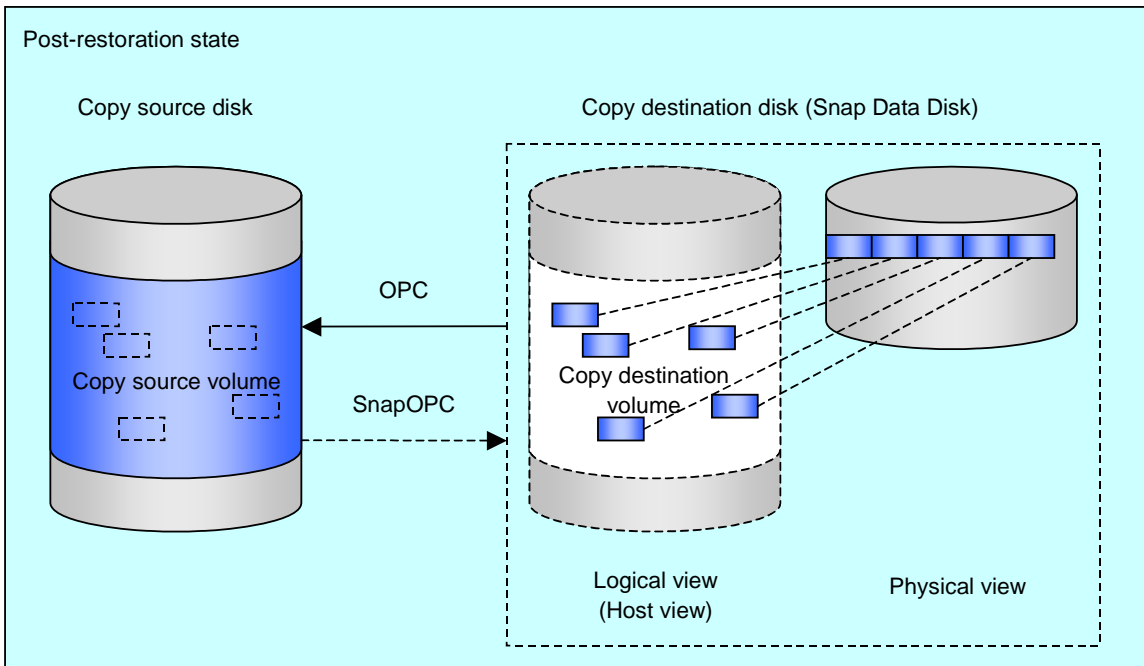 Post-restoration state
Copy source disk
Copy destination disk (Snap Data Disk)
OPC
Copy source volume
SnapOPC
Copy destination
volume
Logical view
(Host view)
Physical view